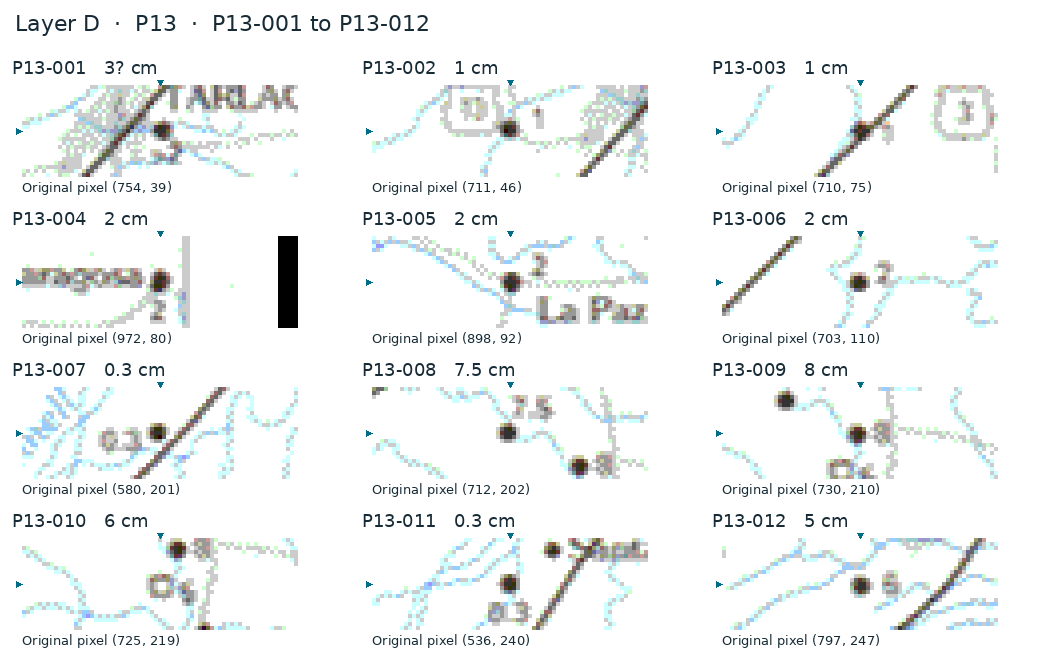 Layer D · P13 · P13-001 to P13-012
P13-001 3? cm
P13-002 1 cm
P13-003 1 cm
TARLAC
1
3
Original pixel (754, 39)
Original pixel (711, 46)
Original pixel (710, 75)
P13-004 2 cm
P13-005 2 cm
P13-006 2 cm
aragosa
2
2
La Paz
2
Original pixel (972, 80)
Original pixel (898, 92)
Original pixel (703, 110)
P13-007 0.3 cm
P13-008 7.5 cm
P13-009 8 cm
0.3
7.5
8
8
Original pixel (580, 201)
Original pixel (712, 202)
Original pixel (730, 210)
P13-010 6 cm
P13-011 0.3 cm
P13-012 5 cm
8
0.3
5
Original pixel (725, 219)
Original pixel (536, 240)
Original pixel (797, 247)